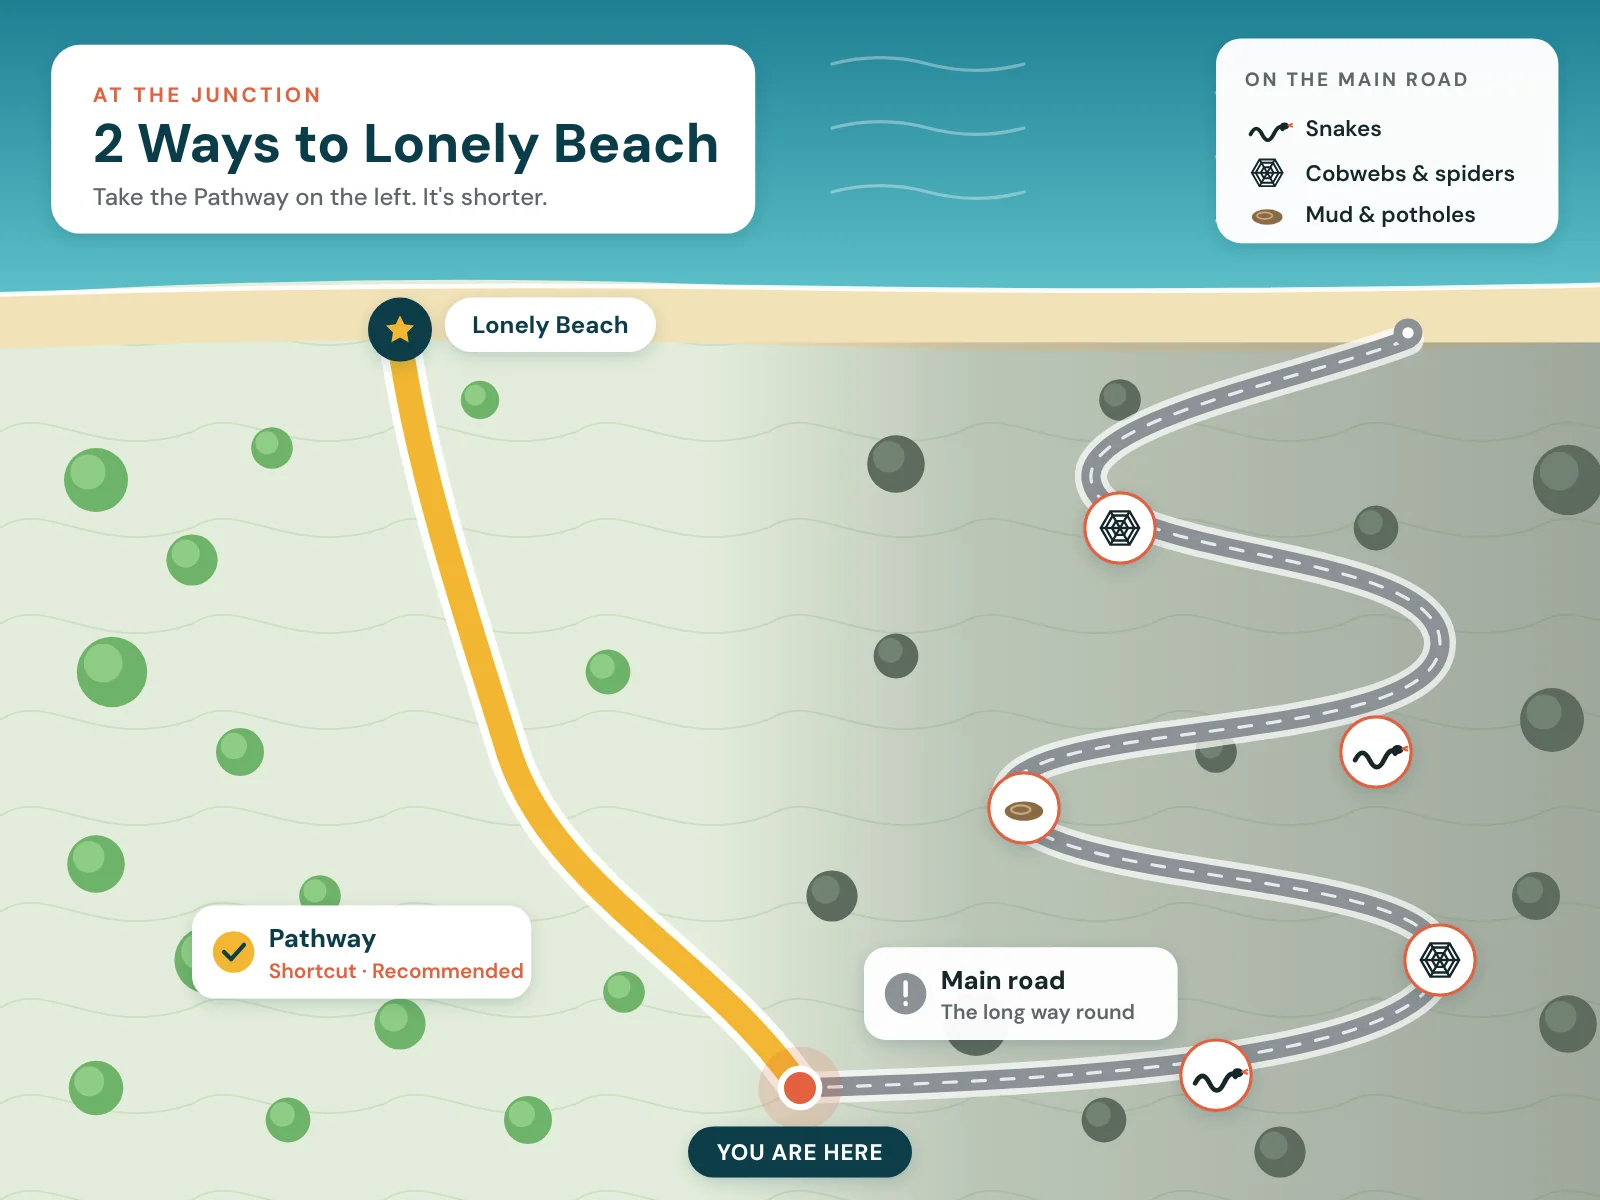 AT THE JUNCTION
2 Ways to Lonely Beach
Take the Pathway on the left. It's shorter.
ON THE MAIN ROAD
Snakes
Cobwebs & spiders
Mud & potholes
Lonely Beach
Pathway
Shortcut · Recommended
Main road
The long way round
YOU ARE HERE